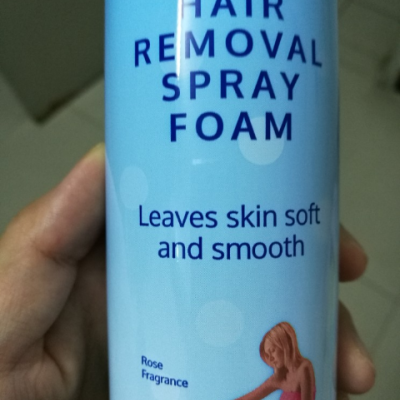 HAIR
REMOVAL
SPRAY
FOAM
Leaves skin soft
and smooth
Rose
Fragrance